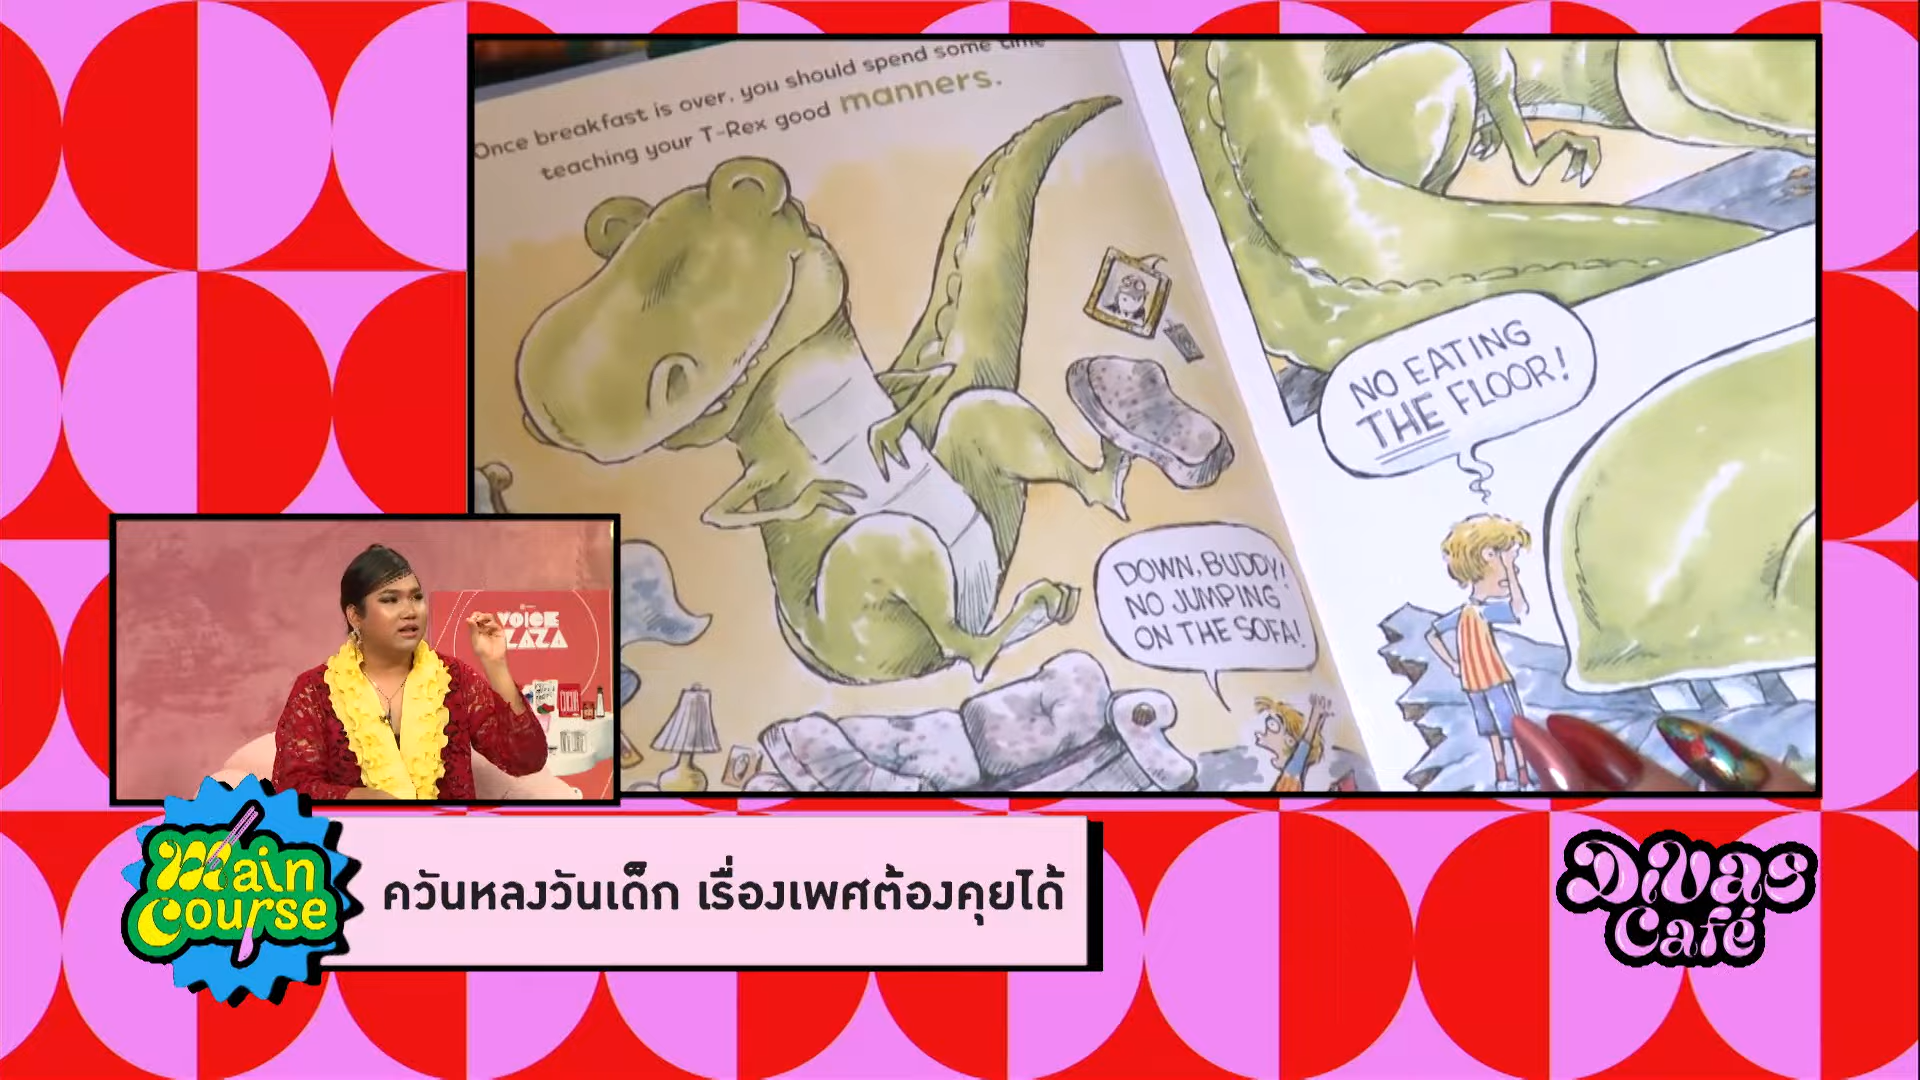 Once breakfast is over, you should spend some time
teaching your T-Rex good manners.
NO EATING
THE FLOOR!
DOWN, BUDDY!
NO JUMPING
ON THE SOFA!
VOICE
PLAZA
Main
Course
ควันหลงวันเด็ก เรื่องเพศต้องคุยได้
Divas
Café